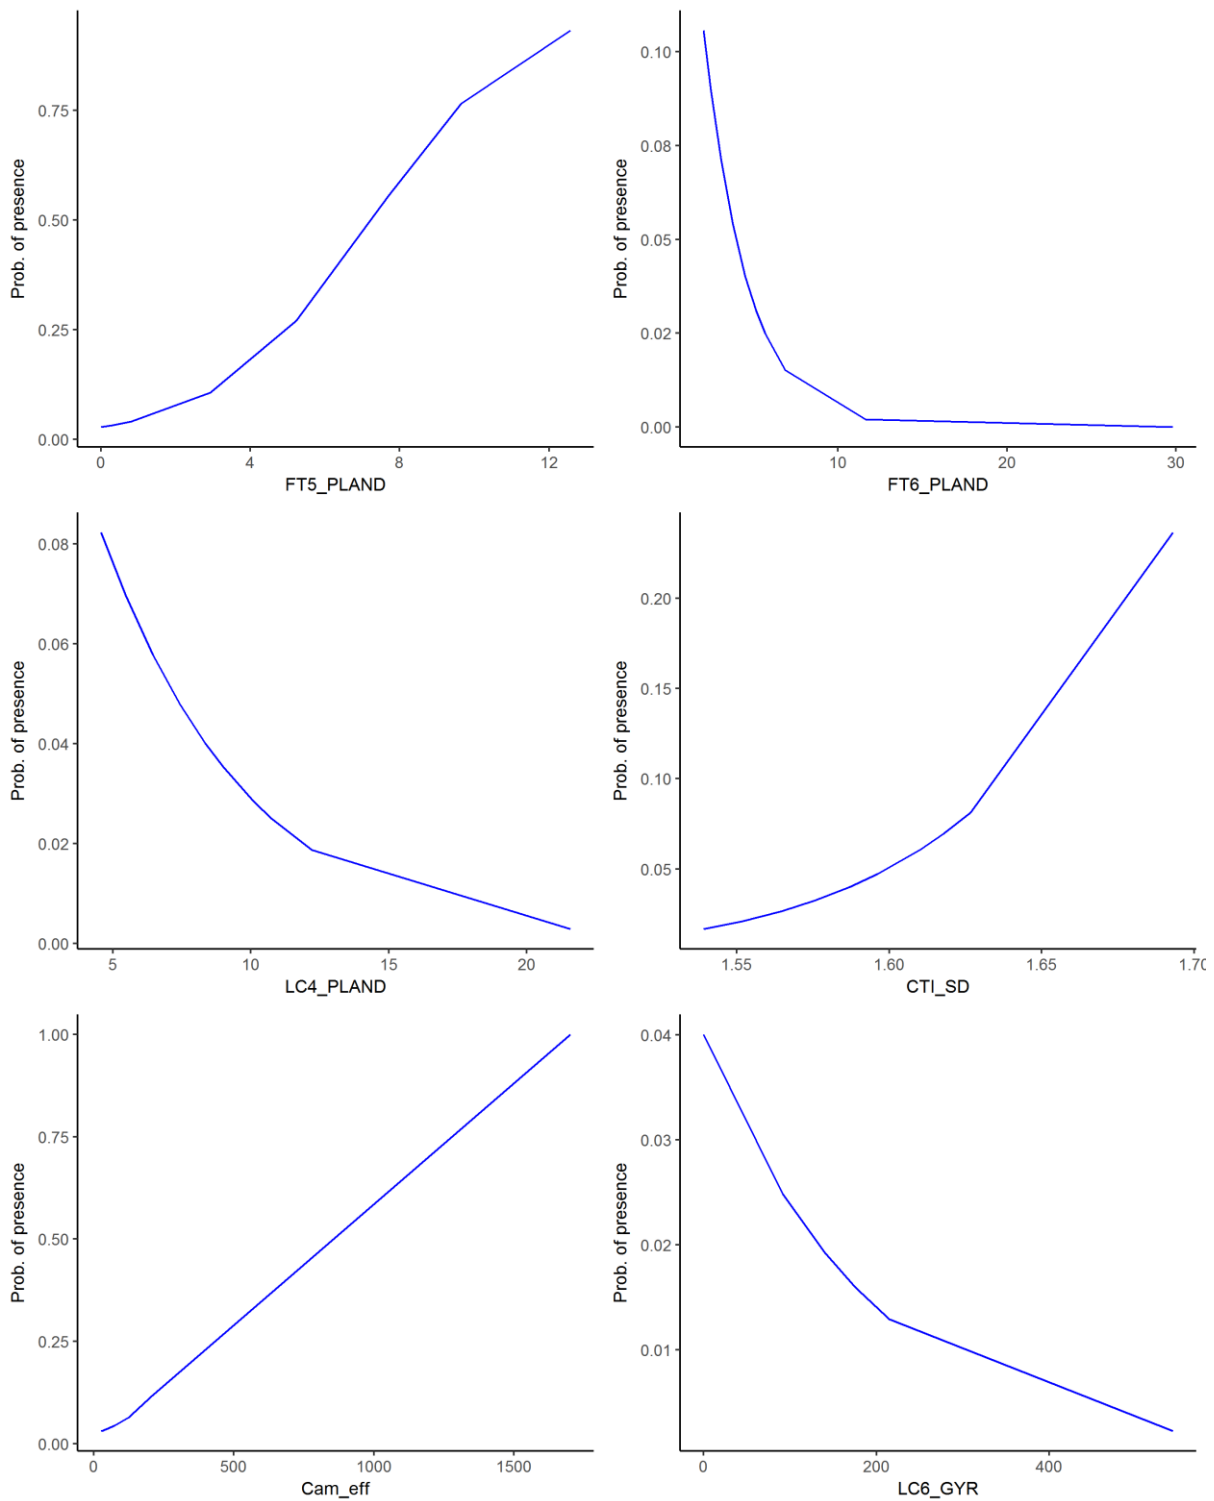 Prob. of presence
0.75
0.50
0.25
0.00
0 4 8 12
FT5_PLAND
Prob. of presence
0.10
0.08
0.05
0.02
0.00
10 20 30
FT6_PLAND
Prob. of presence
0.08
0.06
0.04
0.02
0.00
5 10 15 20
LC4_PLAND
Prob. of presence
0.20
0.15
0.10
0.05
1.55 1.60 1.65 1.70
CTI_SD
Prob. of presence
1.00
0.75
0.50
0.25
0.00
0 500 1000 1500
Cam_eff
Prob. of presence
0.04
0.03
0.02
0.01
0 200 400
LC6_GYR